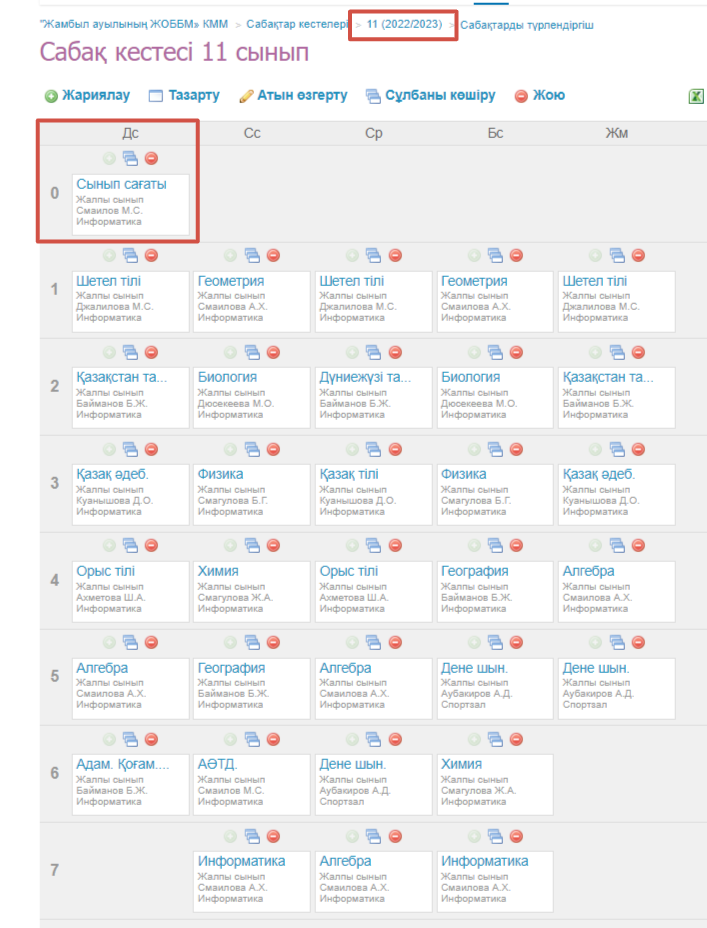 "Жамбыл ауылының ЖОББМ» КММ > Сабақтар кестелері > 11 (2022/2023) > Сабақтарды түрлендіргіш
Сабақ кестесі 11 сынып
Жариялау Тазарту Атын өзгерту Сұлбаны көшіру Жою
Дс Сс Ср Бс Жм
0
Сынып сағаты
Жалпы сынып
Смаилов М.С.
Информатика
1
Шетел тілі Геометрия Шетел тілі Геометрия Шетел тілі
Жалпы сынып Жалпы сынып Жалпы сынып Жалпы сынып Жалпы сынып
Джалилова М.С. Смаилова А.Х. Джалилова М.С. Смаилова А.Х. Джалилова М.С.
Информатика Информатика Информатика Информатика Информатика
2
Қазақстан та... Биология Дүниежүзі та... Биология Қазақстан та...
Жалпы сынып Жалпы сынып Жалпы сынып Жалпы сынып Жалпы сынып
Байманов Б.Ж. Дюсекеева М.О. Байманов Б.Ж. Дюсекеева М.О. Байманов Б.Ж.
Информатика Информатика Информатика Информатика Информатика
3
Қазақ әдеб. Физика Қазақ тілі Физика Қазақ әдеб.
Жалпы сынып Жалпы сынып Жалпы сынып Жалпы сынып Жалпы сынып
Куанышова Д.О. Смагулова Б.Г. Куанышова Д.О. Смагулова Б.Г. Куанышова Д.О.
Информатика Информатика Информатика Информатика Информатика
4
Орыс тілі Химия Орыс тілі География Алгебра
Жалпы сынып Жалпы сынып Жалпы сынып Жалпы сынып Жалпы сынып
Ахметова Ш.А. Смагулова Ж.А. Ахметова Ш.А. Байманов Б.Ж. Смаилова А.Х.
Информатика Информатика Информатика Информатика Информатика
5
Алгебра География Алгебра Дене шын. Дене шын.
Жалпы сынып Жалпы сынып Жалпы сынып Жалпы сынып Жалпы сынып
Смаилова А.Х. Байманов Б.Ж. Смаилова А.Х. Аубакиров А.Д. Аубакиров А.Д.
Информатика Информатика Информатика Спортзал Спортзал
6
Адам. Қоғам.... АӘТД. Дене шын. Химия
Жалпы сынып Жалпы сынып Жалпы сынып Жалпы сынып
Байманов Б.Ж. Смаилов М.С. Аубакиров А.Д. Смагулова Ж.А.
Информатика Информатика Спортзал Информатика
7
Информатика Алгебра Информатика
Жалпы сынып Жалпы сынып Жалпы сынып
Смаилова А.Х. Смаилова А.Х. Смаилова А.Х.
Информатика Информатика Информатика